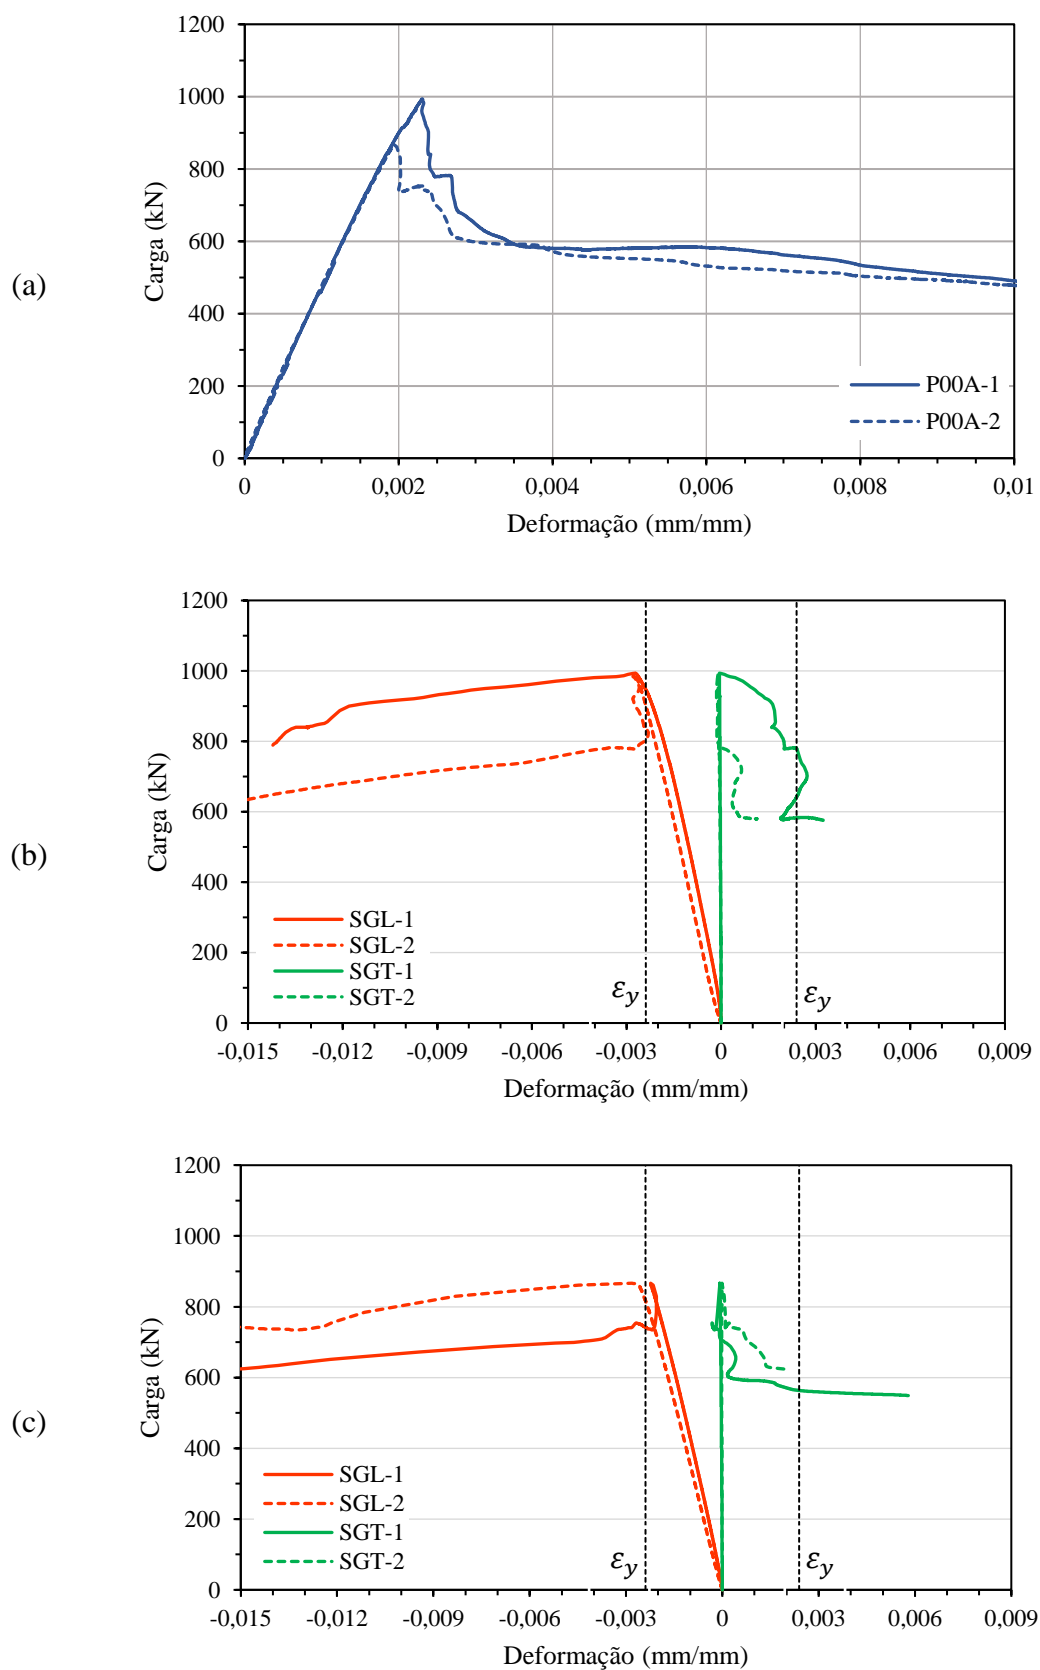 1200
1000
800
600
400
200
0
Carga (kN)
(a)
P00A-1
P00A-2
0 0,002 0,004 0,006 0,008 0,01
Deformação (mm/mm)
1200
1000
800
600
400
200
0
Carga (kN)
(b)
SGL-1
SGL-2
SGT-1
SGT-2
εy εy
-0,015 -0,012 -0,009 -0,006 -0,003 0 0,003 0,006 0,009
Deformação (mm/mm)
1200
1000
800
600
400
200
0
Carga (kN)
(c)
SGL-1
SGL-2
SGT-1
SGT-2
εy εy
-0,015 -0,012 -0,009 -0,006 -0,003 0 0,003 0,006 0,009
Deformação (mm/mm)